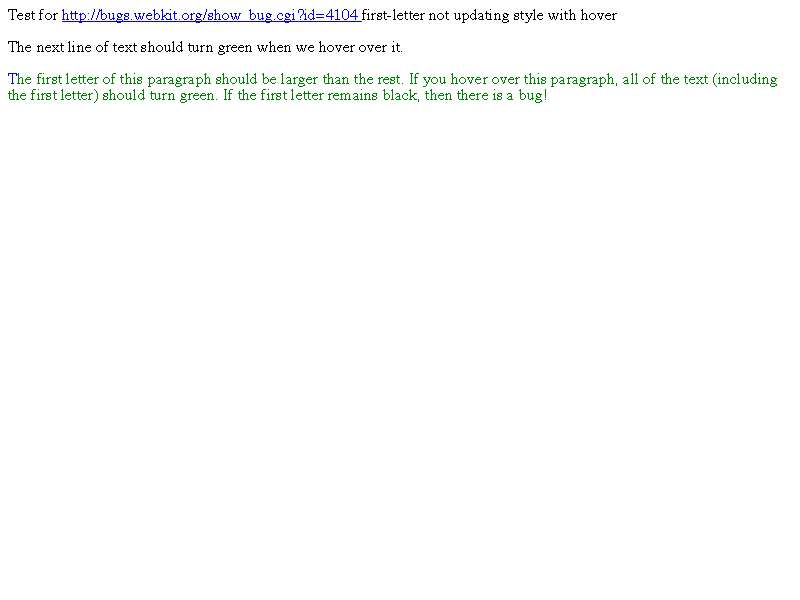 Test for http://bugs.webkit.org/show_bug.cgi?id=4104 first-letter not updating style with hover
The next line of text should turn green when we hover over it.
The first letter of this paragraph should be larger than the rest. If you hover over this paragraph, all of the text (including
the first letter) should turn green. If the first letter remains black, then there is a bug!